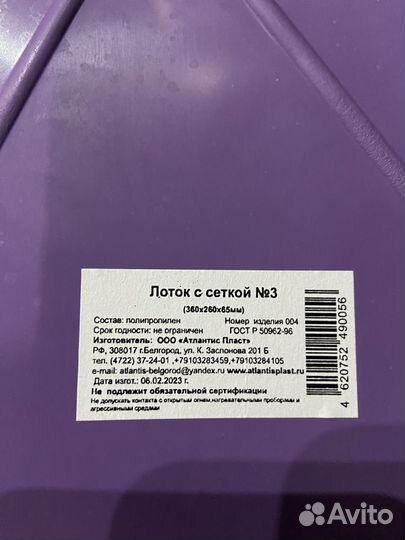 Лоток с сеткой №3
(360х260х65мм)
Состав: полипропилен Номер изделия 004
Срок годности: не ограничен ГОСТ Р 50962-96
Изготовитель: ООО «Атлантис Пласт»
РФ, 308017 г.Белгород, ул. К. Заслонова 201 Б
тел. (4722) 37-24-01 ,+79103283459,+79103284105
e-mail: atlantis-belgorod@yandex.ru www.atlantisplast.ru
Дата изгот.: 06.02.2023 г.
Не подлежит обязательной сертификации
Не допускать контакта с открытым огнем,нагревательными приборами и
агрессивными средами
4 620752 490056
Avito